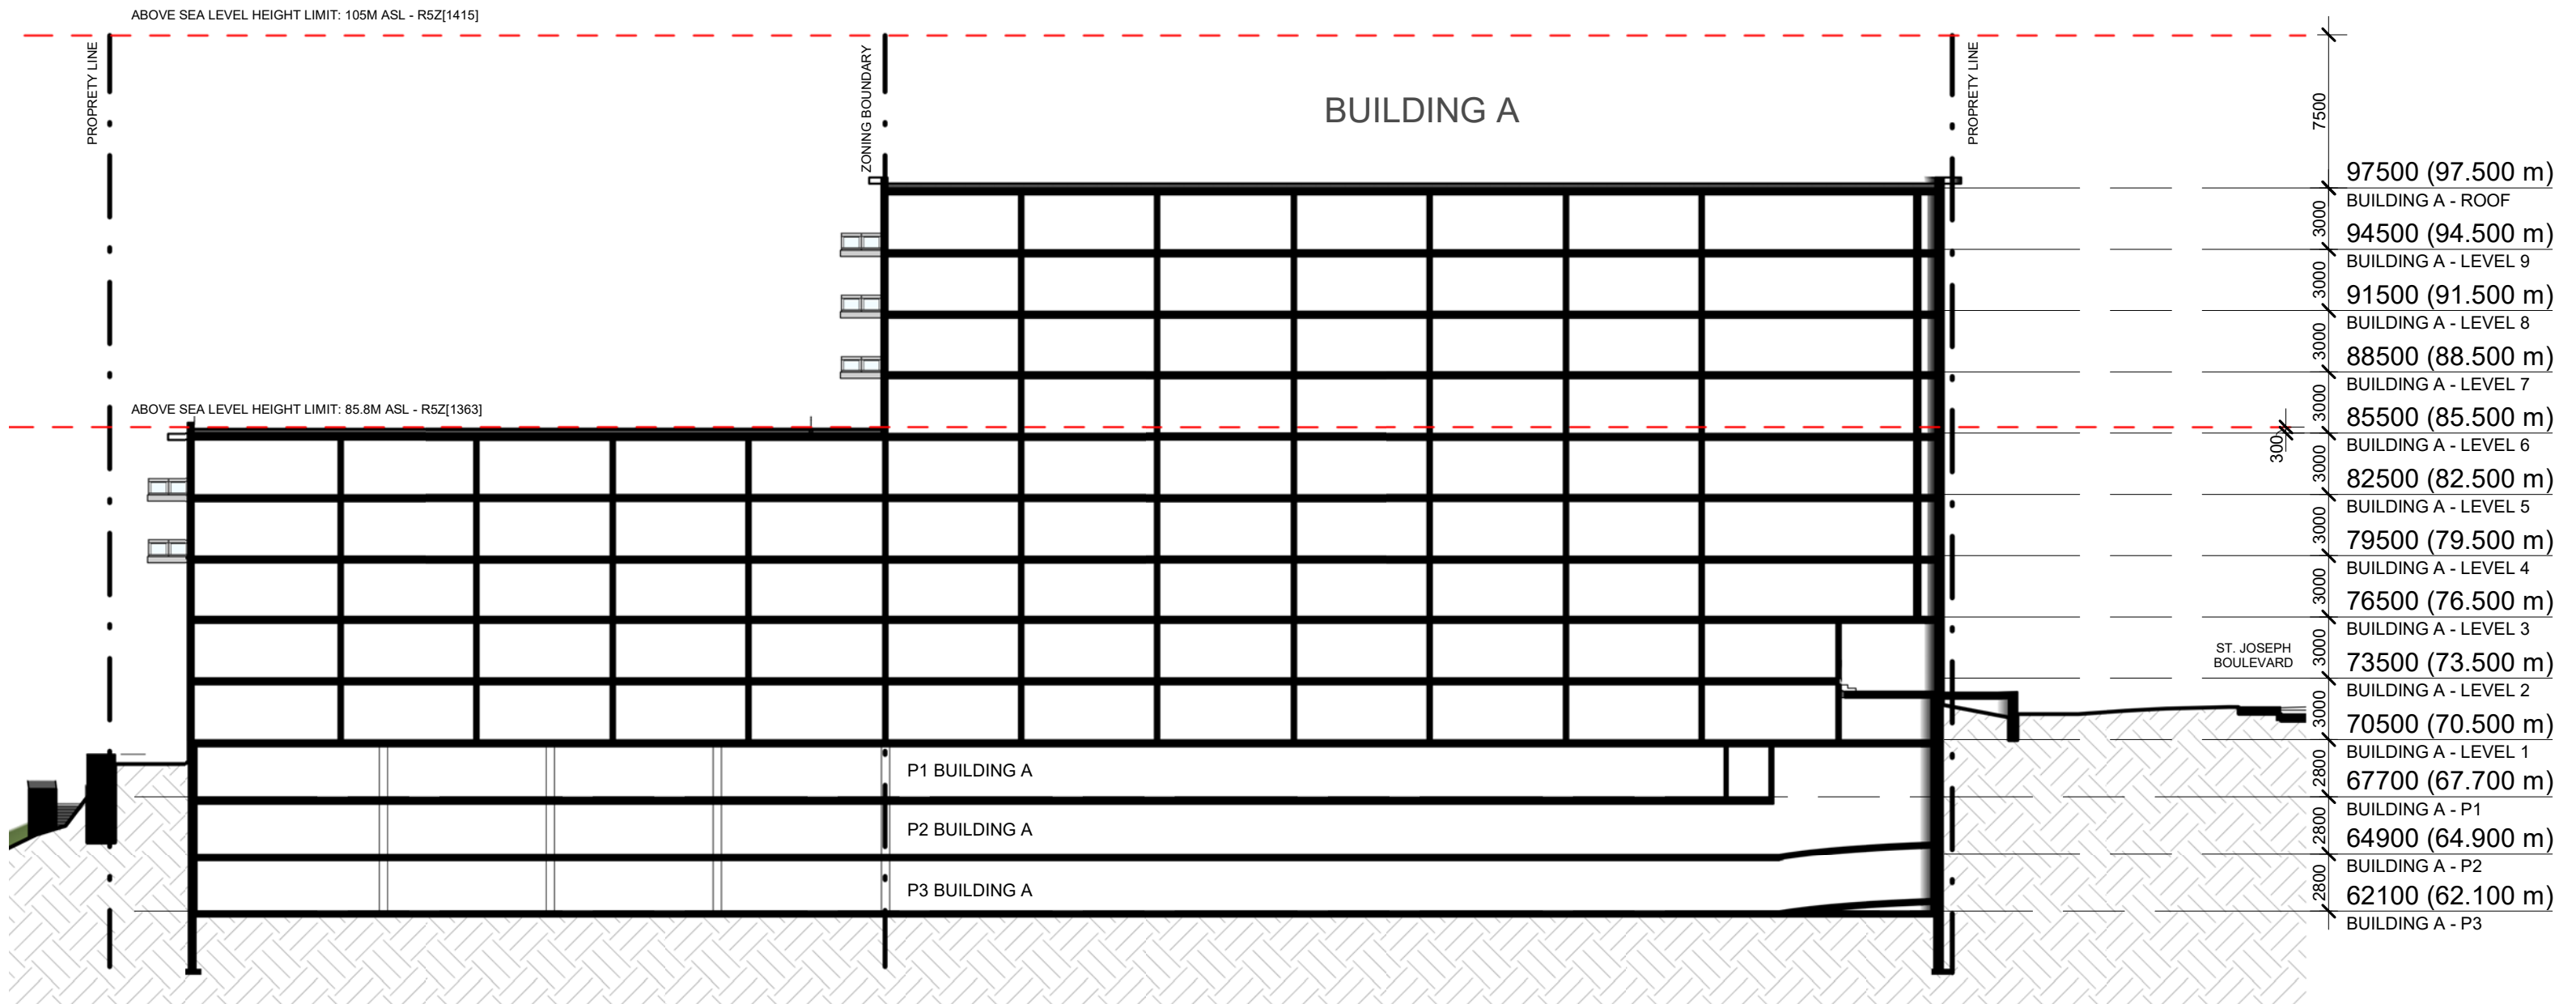 ABOVE SEA LEVEL HEIGHT LIMIT: 105M ASL - R5Z[1415]
PROPRETY LINE
ZONING BOUNDARY
PROPRETY LINE
BUILDING A
7500
97500 (97.500 m)
BUILDING A - ROOF
3000
94500 (94.500 m)
BUILDING A - LEVEL 9
3000
91500 (91.500 m)
BUILDING A - LEVEL 8
3000
88500 (88.500 m)
BUILDING A - LEVEL 7
3000
ABOVE SEA LEVEL HEIGHT LIMIT: 85.8M ASL - R5Z[1363]
85500 (85.500 m)
BUILDING A - LEVEL 6
300
3000
82500 (82.500 m)
BUILDING A - LEVEL 5
3000
79500 (79.500 m)
BUILDING A - LEVEL 4
3000
76500 (76.500 m)
BUILDING A - LEVEL 3
3000
ST. JOSEPH
BOULEVARD
73500 (73.500 m)
BUILDING A - LEVEL 2
3000
70500 (70.500 m)
BUILDING A - LEVEL 1
2800
P1 BUILDING A
67700 (67.700 m)
BUILDING A - P1
2800
P2 BUILDING A
64900 (64.900 m)
BUILDING A - P2
2800
P3 BUILDING A
62100 (62.100 m)
BUILDING A - P3